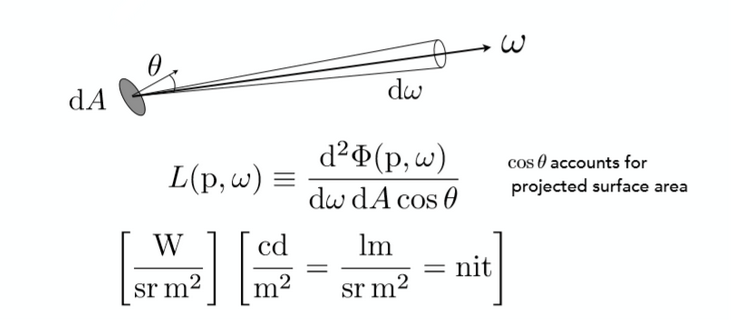 θ
ω
dA
dω
L(p, ω) ≡ d²Φ(p, ω) / dω dA cos θ
cos θ accounts for
projected surface area
[W / sr m²] [cd / m² = lm / sr m² = nit]